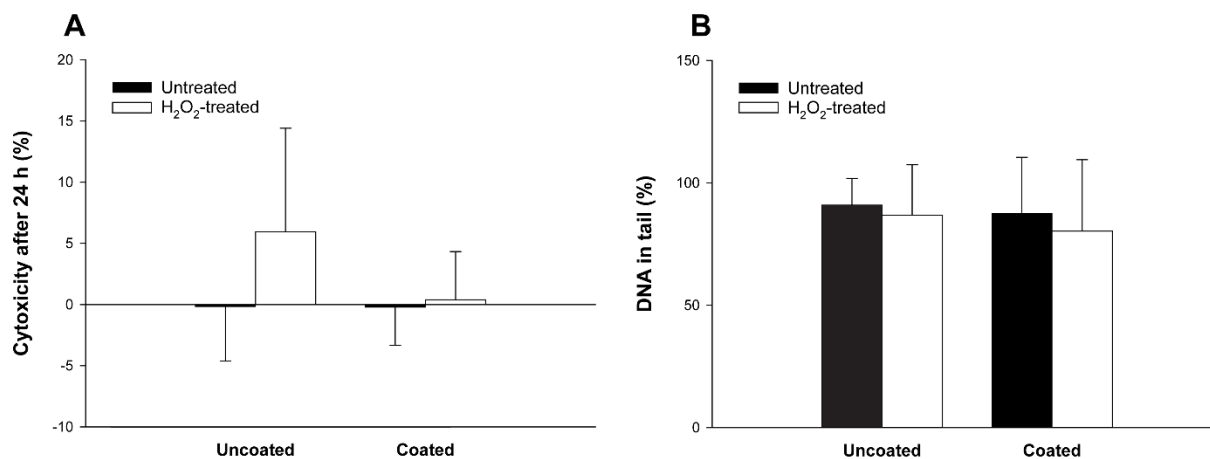 A
Cytoxicity after 24 h (%)
20
15
10
5
0
-5
-10
Untreated
H₂O₂-treated
Uncoated
Coated
B
DNA in tail (%)
150
100
50
0
Untreated
H₂O₂-treated
Uncoated
Coated